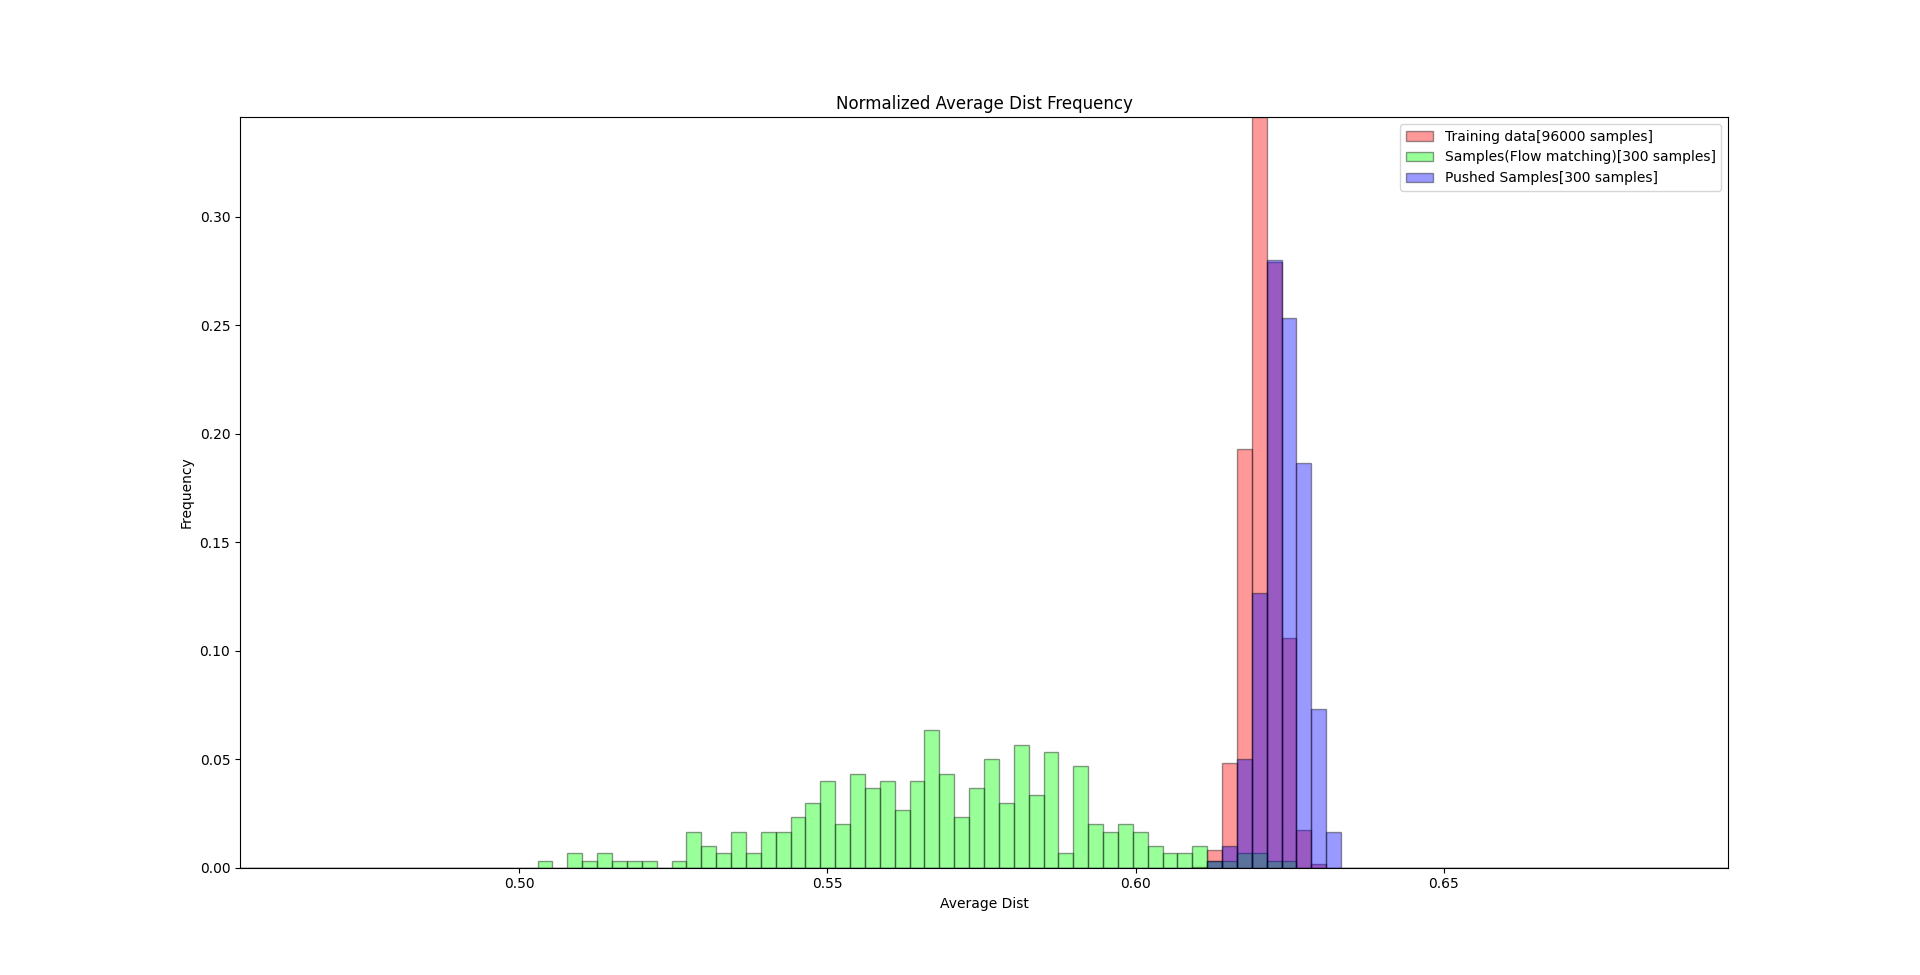 Normalized Average Dist Frequency
Training data[96000 samples]
Samples(Flow matching)[300 samples]
Pushed Samples[300 samples]
0.30
0.25
0.20
0.15
0.10
0.05
0.00
Frequency
0.50 0.55 0.60 0.65
Average Dist